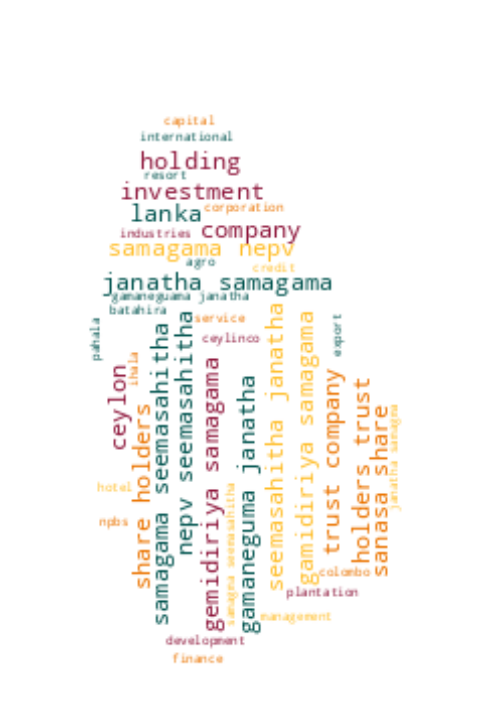 capital
international
holding
resort
investment
lanka
corporation
industries
company
samagama nepv
agro
credit
janatha samagama
gamaneguama janatha
batahira
service
pahala
ceylinco
export
ihala
ceylon
share holders
samagama seemasahitha
nepv seemasahitha
gemidiriya samagama
samagna seemasahitha
gamaneguma janatha
seemasahitha janatha
gamidiriya samagama
trust company
holders trust
sanasa share
janatha samagna
hotel
npbs
colombo
plantation
management
development
finance